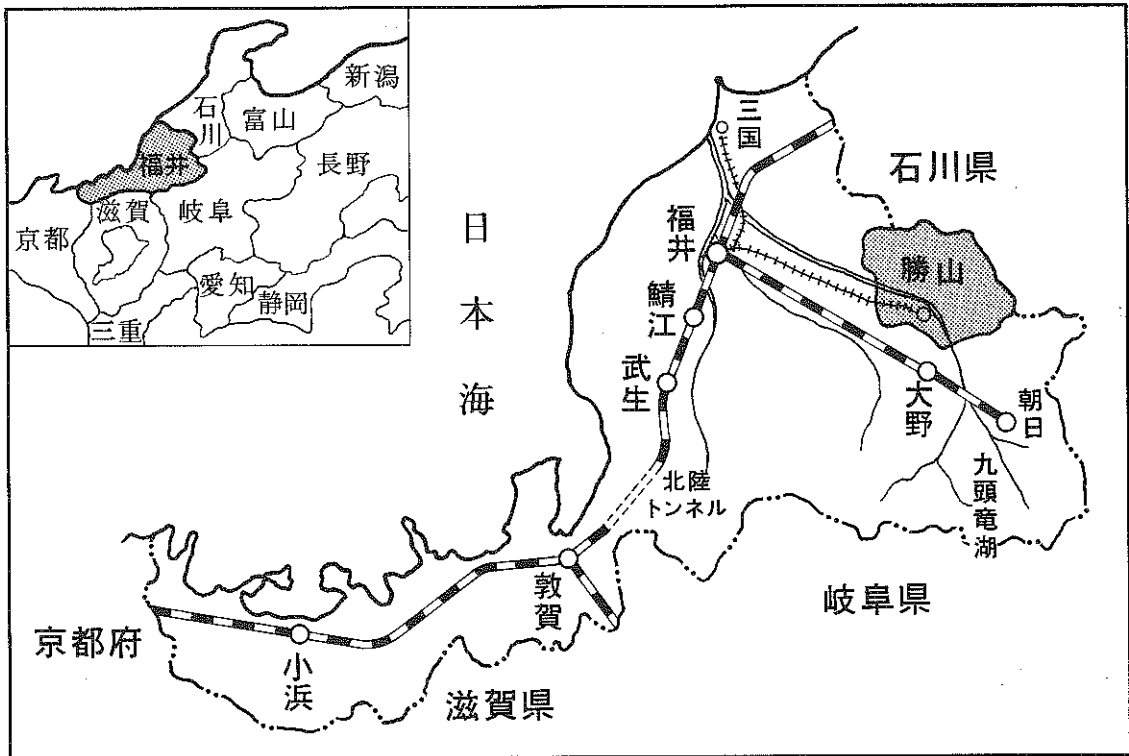 新潟
富山
石川
福井
長野
岐阜
滋賀
京都
愛知
静岡
三重
日本海
三国
石川県
福井
勝山
鯖江
武生
大野
朝日
北陸
トンネル
九頭竜湖
敦賀
岐阜県
京都府
小浜
滋賀県